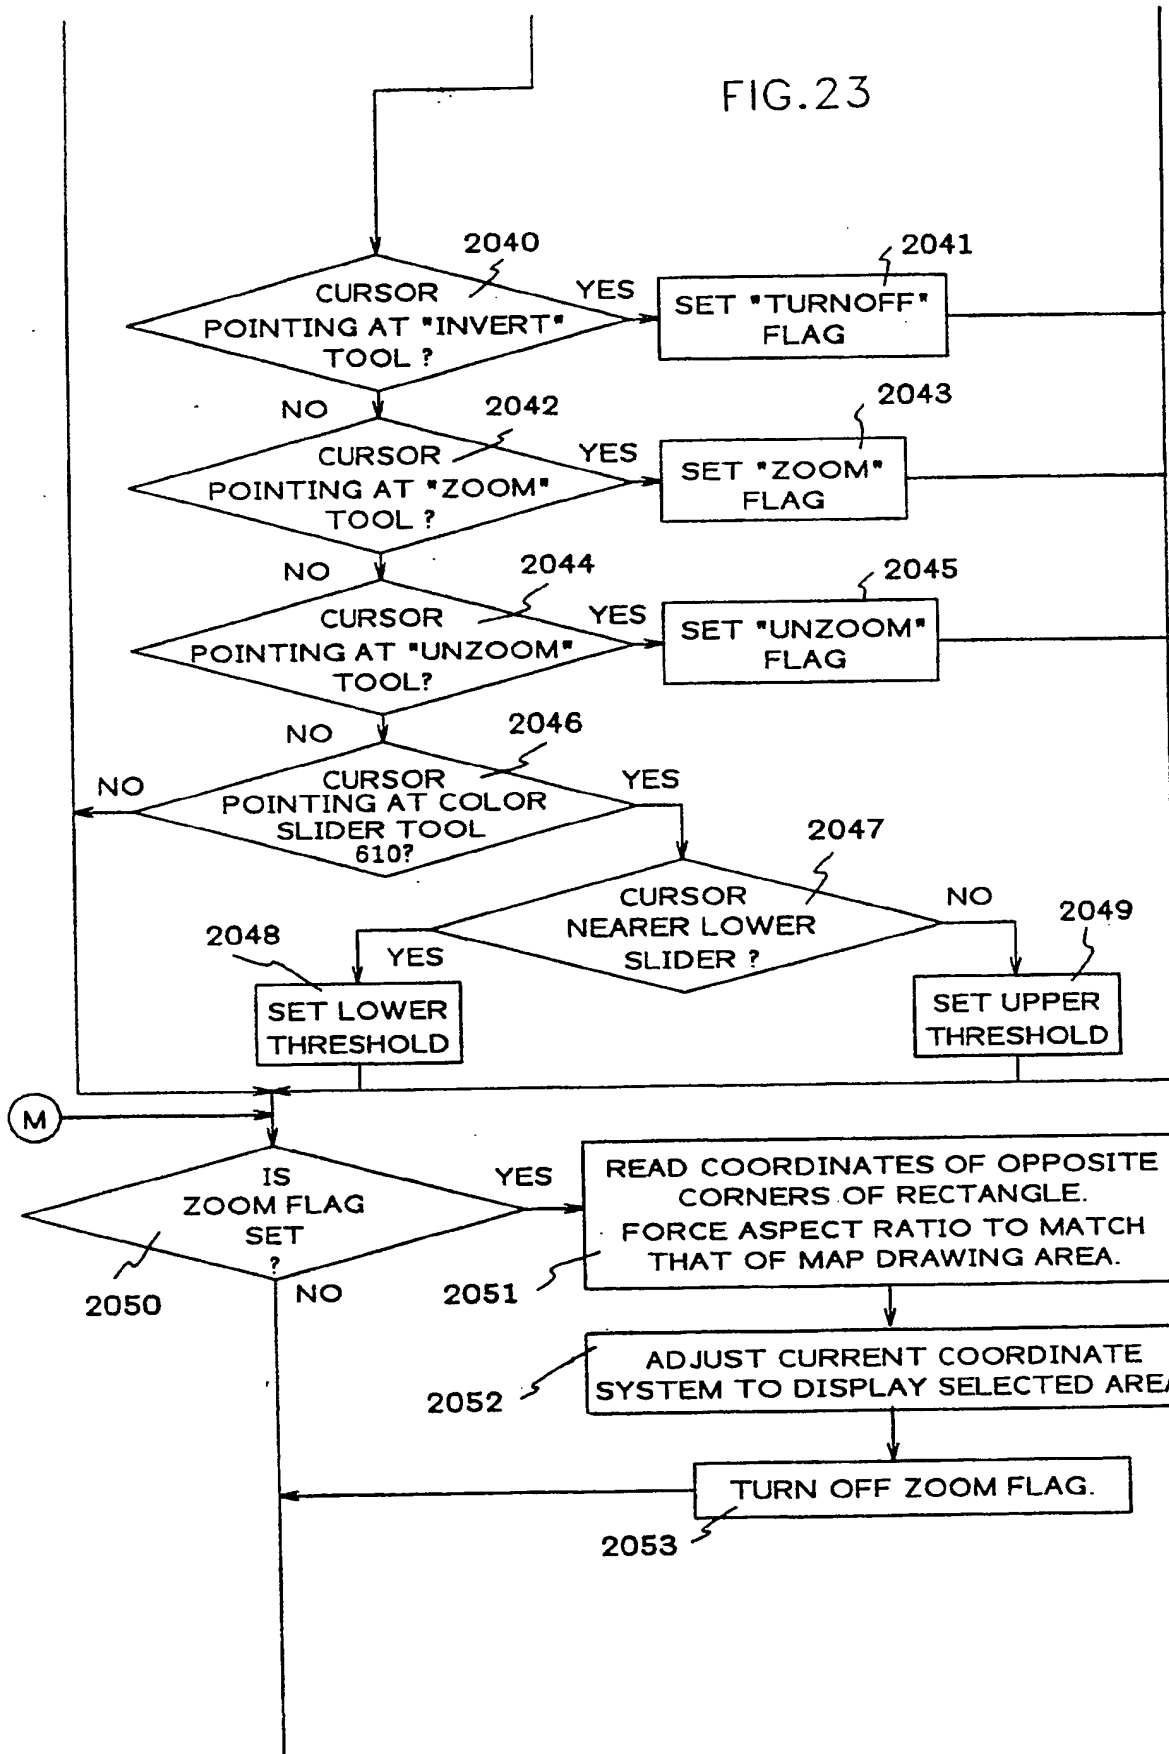 FIG.23
2040
2041
CURSOR
POINTING AT "INVERT"
TOOL ?
YES
SET "TURNOFF"
FLAG
NO
2042
2043
CURSOR
POINTING AT "ZOOM"
TOOL ?
YES
SET "ZOOM"
FLAG
NO
2044
2045
CURSOR
POINTING AT "UNZOOM"
TOOL?
YES
SET "UNZOOM"
FLAG
NO
2046
NO
CURSOR
POINTING AT COLOR
SLIDER TOOL
610?
YES
2047
CURSOR
NEARER LOWER
SLIDER ?
NO
2049
2048
YES
SET LOWER
THRESHOLD
SET UPPER
THRESHOLD
M
IS
ZOOM FLAG
SET
?
YES
READ COORDINATES OF OPPOSITE
CORNERS OF RECTANGLE.
FORCE ASPECT RATIO TO MATCH
THAT OF MAP DRAWING AREA.
2051
2050
NO
ADJUST CURRENT COORDINATE
SYSTEM TO DISPLAY SELECTED AREA
2052
TURN OFF ZOOM FLAG.
2053